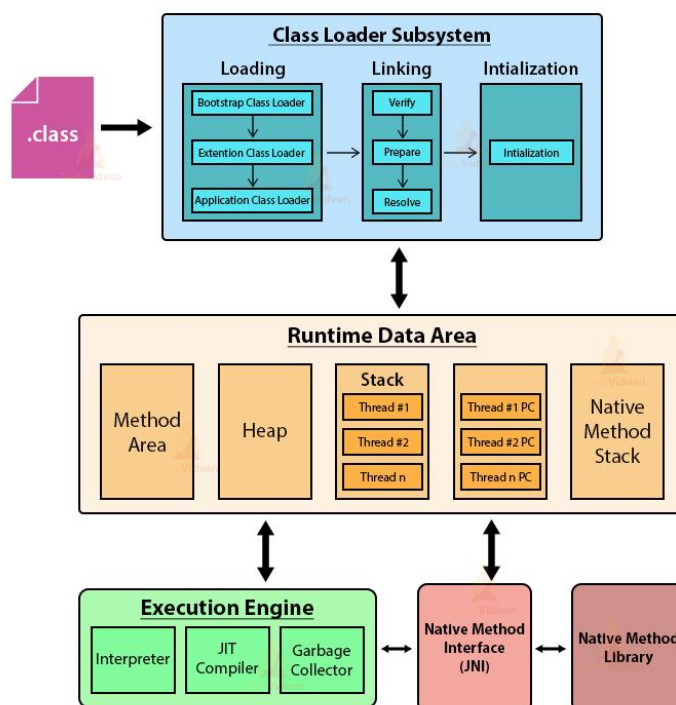 Class Loader Subsystem
Loading
Linking
Intialization
.class
Bootstrap Class Loader
Extention Class Loader
Application Class Loader
Verify
Prepare
Resolve
Intialization
Runtime Data Area
Method
Area
Heap
Stack
Thread #1
Thread #2
Thread n
Thread #1 PC
Thread #2 PC
Thread n PC
Native
Method
Stack
Execution Engine
Interpreter
JIT
Compiler
Garbage
Collector
Native Method
Interface
(JNI)
Native Method
Library
Vidvan